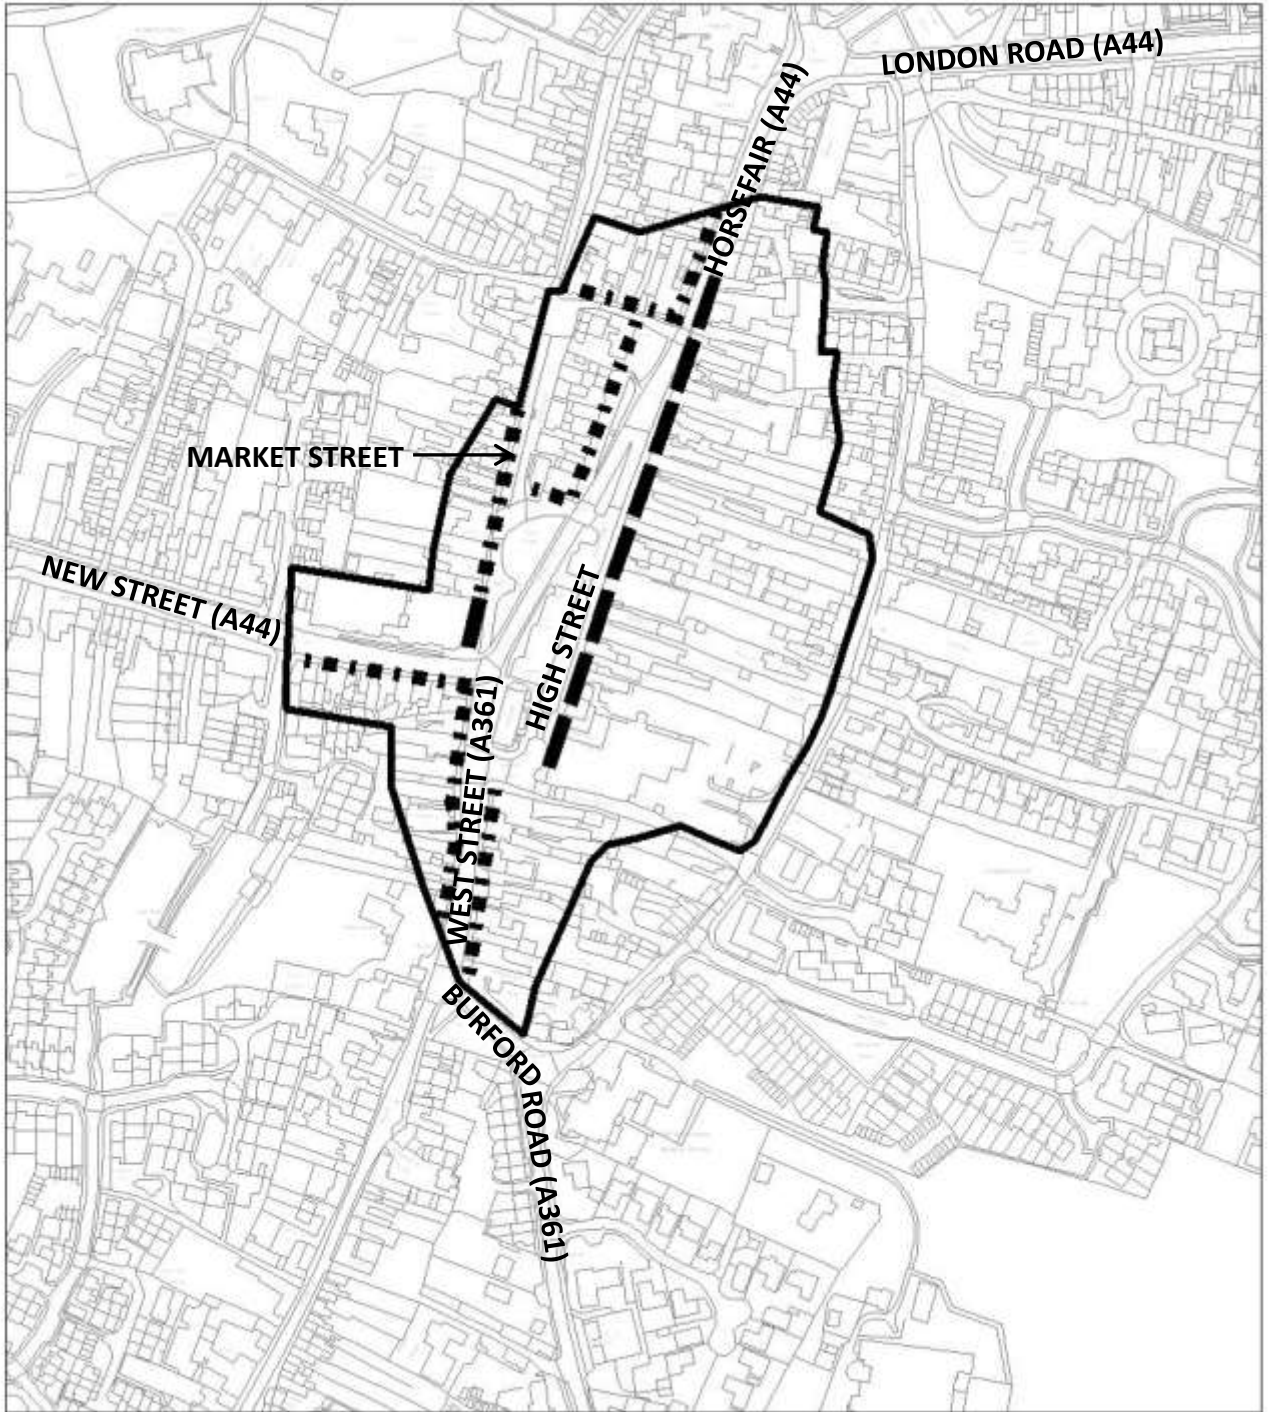 LONDON ROAD (A44)
HORSEFAIR (A44)
MARKET STREET
NEW STREET (A44)
HIGH STREET
WEST STREET (A361)
BURFORD ROAD (A361)